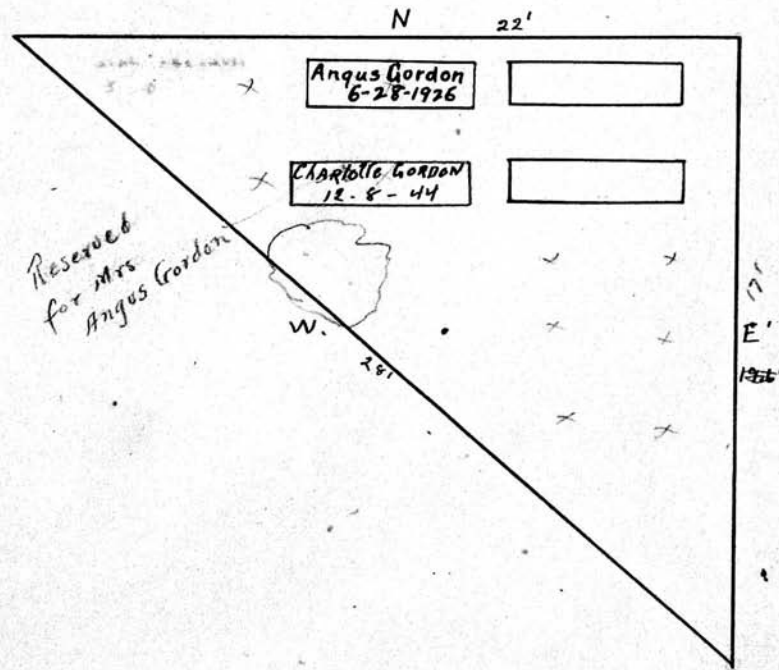 N 22'
Angus Gordon
6-28-1926
Charlotte Gordon
12-8-44
Reserved
for Mrs
Angus Gordon
W.
28'
17'
E'